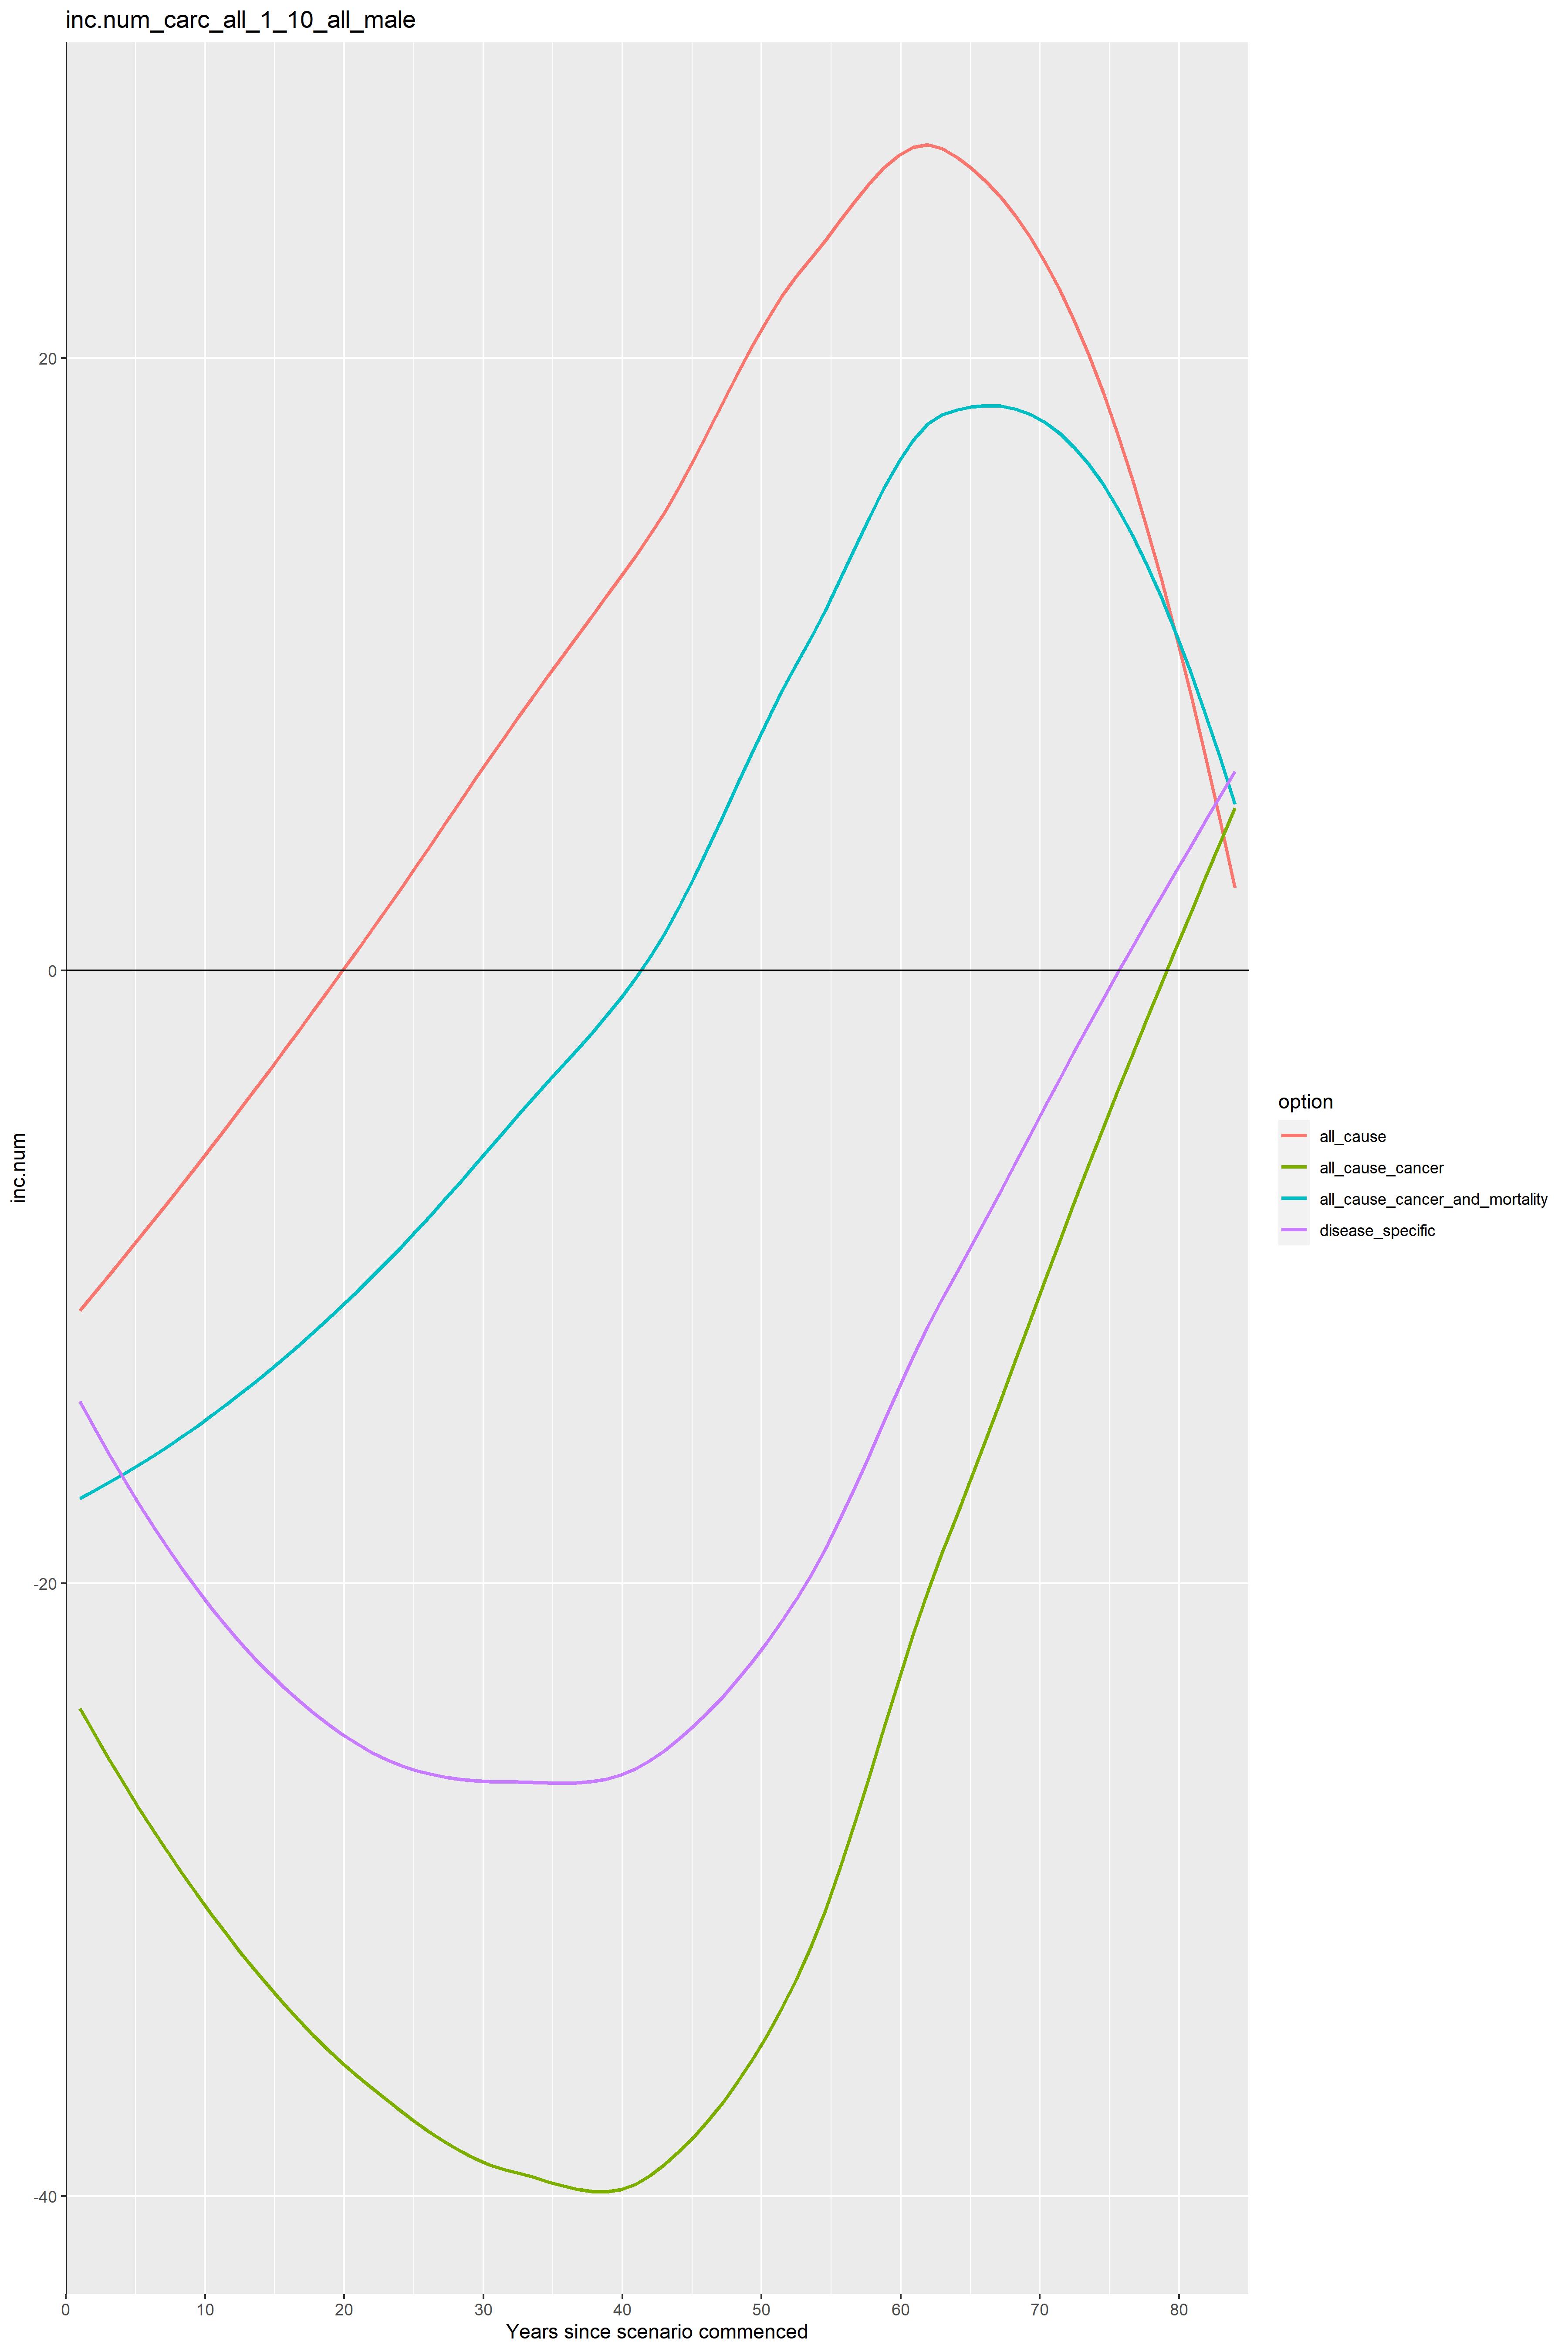 inc.num_carc_all_1_10_all_male
inc.num
20
0
-20
-40
0 10 20 30 40 50 60 70 80
Years since scenario commenced
option
all_cause
all_cause_cancer
all_cause_cancer_and_mortality
disease_specific